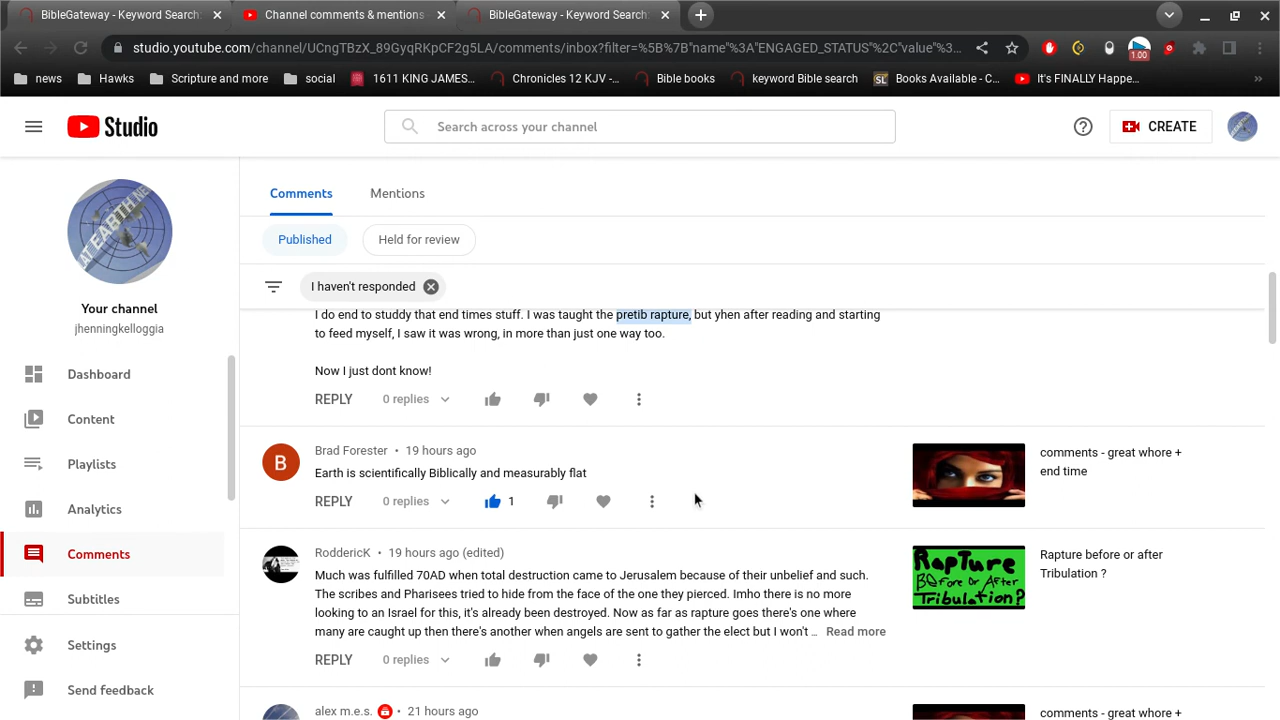 BibleGateway - Keyword Search:
Channel comments & mentions
BibleGateway - Keyword Search:
studio.youtube.com/channel/UCngTBzX_89GyqRKpCF2g5LA/comments/inbox?filter=%5B%7B"name"%3A"ENGAGED_STATUS"%2C"value"%3...
1.00
news
Hawks
Scripture and more
social
1611 KING JAMES...
Chronicles 12 KJV -...
Bible books
keyword Bible search
Books Available - C...
It's FINALLY Happe...
Studio
Search across your channel
CREATE
Your channel
jhenningkelloggia
Dashboard
Content
Playlists
Analytics
Comments
Subtitles
Settings
Send feedback
Comments
Mentions
Published
Held for review
I haven't responded
I do end to studdy that end times stuff. I was taught the pretib rapture, but yhen after reading and starting
to feed myself, I saw it was wrong, in more than just one way too.
Now I just dont know!
REPLY
0 replies
B
Brad Forester • 19 hours ago
Earth is scientifically Biblically and measurably flat
REPLY
0 replies
1
comments - great whore +
end time
RodderícK • 19 hours ago (edited)
Much was fulfilled 70AD when total destruction came to Jerusalem because of their unbelief and such.
The scribes and Pharisees tried to hide from the face of the one they pierced. Imho there is no more
looking to an Israel for this, it's already been destroyed. Now as far as rapture goes there's one where
many are caught up then there's another when angels are sent to gather the elect but I won't ...
Read more
REPLY
0 replies
Rapture
Before or After
Tribulation?
Rapture before or after
Tribulation ?
alex m.e.s. • 21 hours ago
comments - great whore +